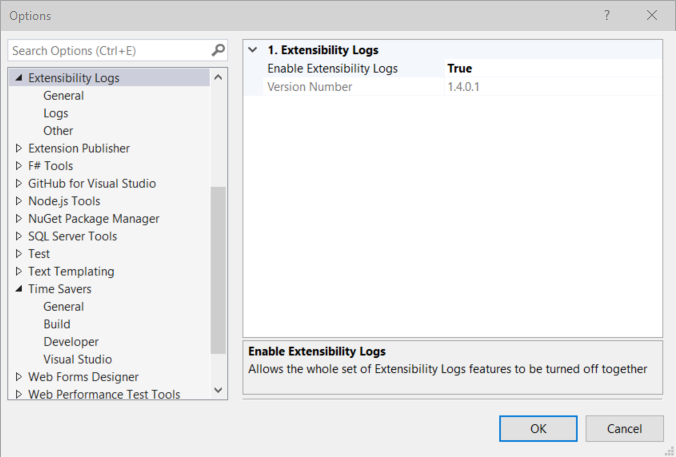 Options
Search Options (Ctrl+E)
Extensibility Logs
General
Logs
Other
Extension Publisher
F# Tools
GitHub for Visual Studio
Node.js Tools
NuGet Package Manager
SQL Server Tools
Test
Text Templating
Time Savers
General
Build
Developer
Visual Studio
Web Forms Designer
Web Performance Test Tools
1. Extensibility Logs
Enable Extensibility Logs True
Version Number 1.4.0.1
Enable Extensibility Logs
Allows the whole set of Extensibility Logs features to be turned off together
OK
Cancel